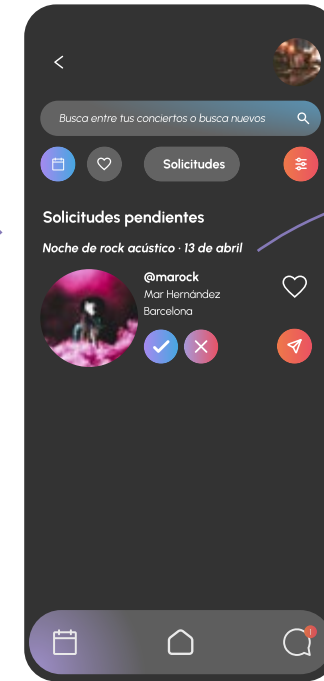 Busca entre tus conciertos o busca nuevos
Solicitudes
Solicitudes pendientes
Noche de rock acústico · 13 de abril
@marock
Mar Hernández
Barcelona